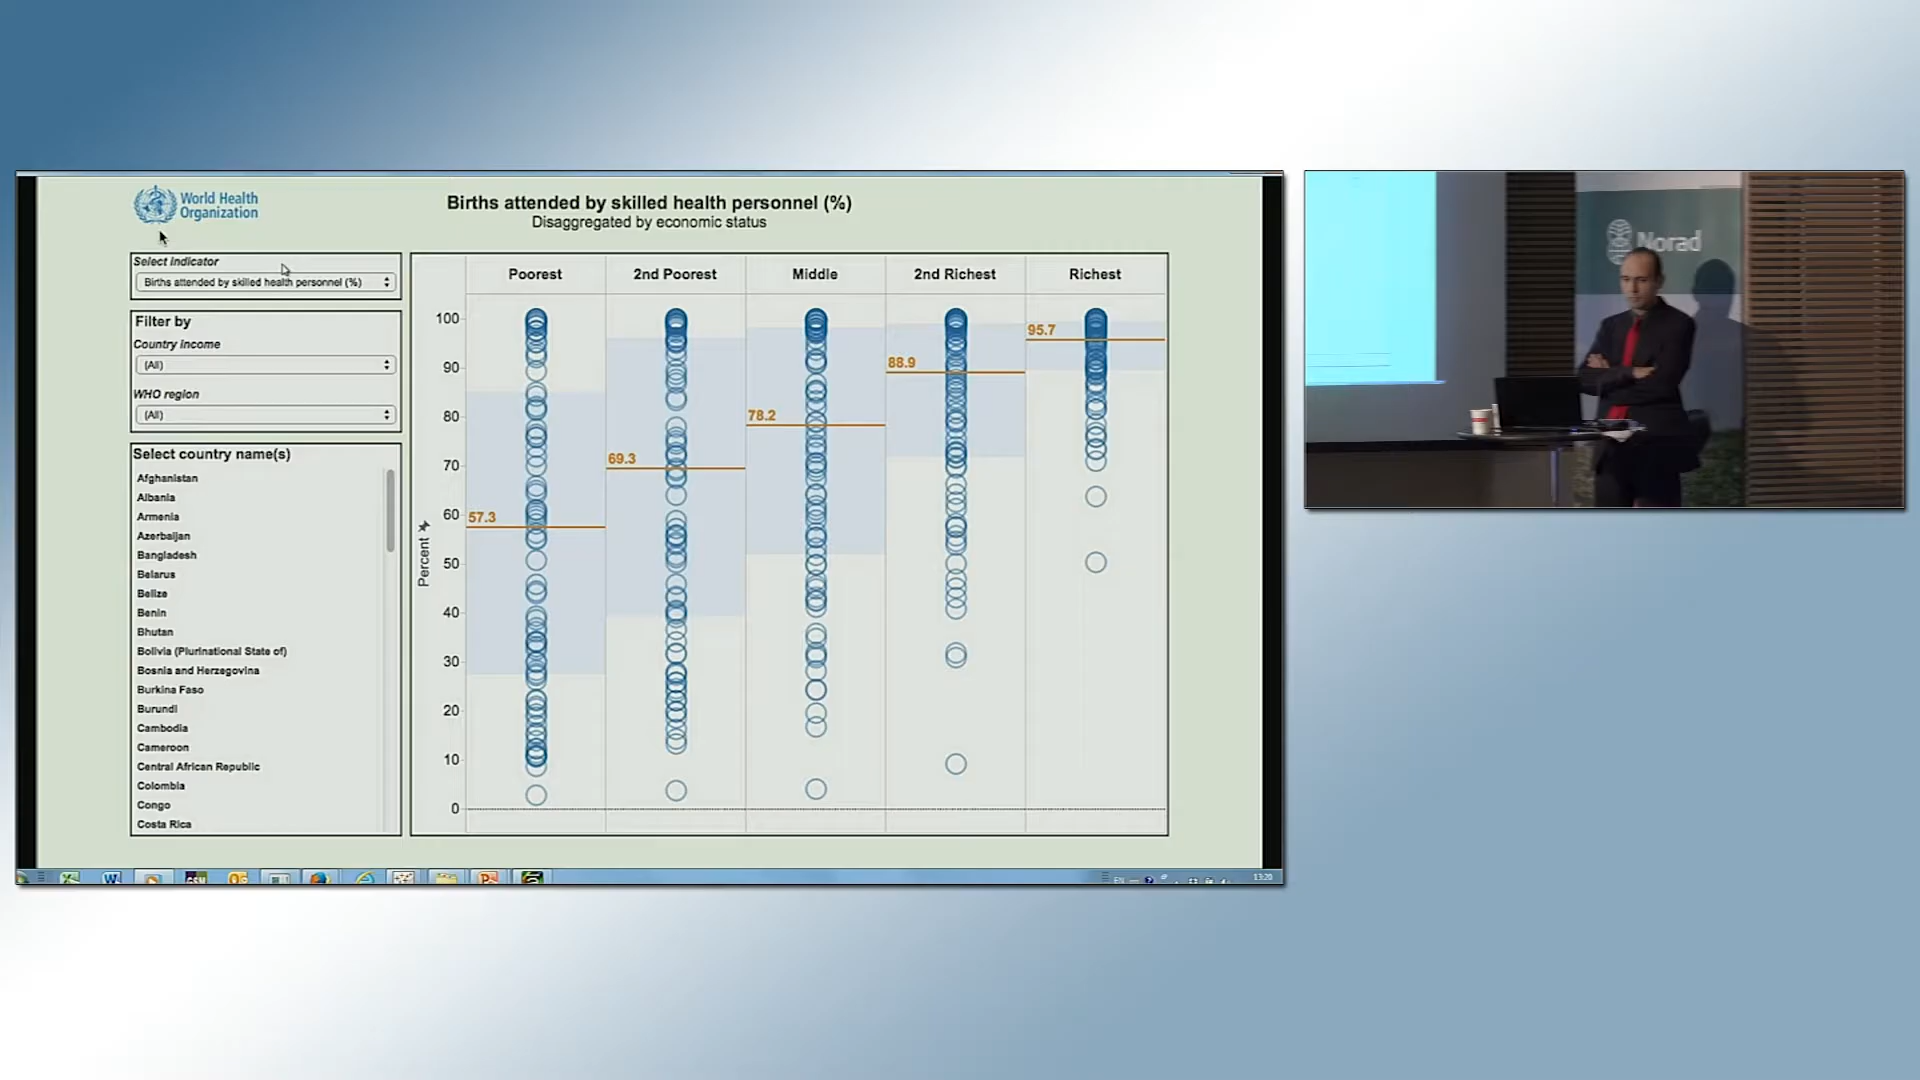 World Health
Organization
Births attended by skilled health personnel (%)
Disaggregated by economic status
Select indicator
Births attended by skilled health personnel (%)
Filter by
Country income
(All)
WHO region
(All)
Select country name(s)
Afghanistan
Albania
Armenia
Azerbaijan
Bangladesh
Belarus
Belize
Benin
Bhutan
Bolivia (Plurinational State of)
Bosnia and Herzegovina
Burkina Faso
Burundi
Cambodia
Cameroon
Central African Republic
Colombia
Congo
Costa Rica
Poorest
2nd Poorest
Middle
2nd Richest
Richest
Percent
100
90
80
70
60
50
40
30
20
10
0
57.3
69.3
78.2
88.9
95.7
EN
13:20
Norad